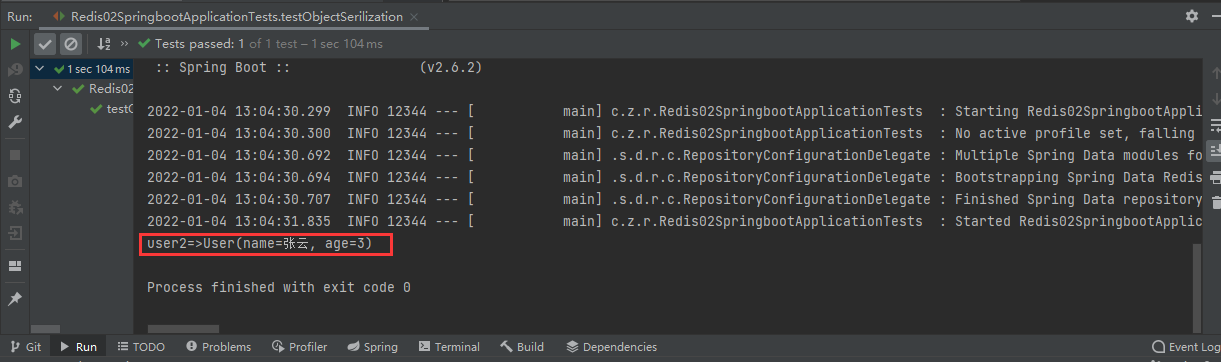 Run: Redis02SpringbootApplicationTests.testObjectSerilization
Tests passed: 1 of 1 test – 1 sec 104 ms
1 sec 104 ms
Redis02
testO
:: Spring Boot :: (v2.6.2)
2022-01-04 13:04:30.299 INFO 12344 --- [ main] c.z.r.Redis02SpringbootApplicationTests : Starting Redis02SpringbootAppli
2022-01-04 13:04:30.300 INFO 12344 --- [ main] c.z.r.Redis02SpringbootApplicationTests : No active profile set, falling
2022-01-04 13:04:30.692 INFO 12344 --- [ main] .s.d.r.c.RepositoryConfigurationDelegate : Multiple Spring Data modules fo
2022-01-04 13:04:30.694 INFO 12344 --- [ main] .s.d.r.c.RepositoryConfigurationDelegate : Bootstrapping Spring Data Redis
2022-01-04 13:04:30.707 INFO 12344 --- [ main] .s.d.r.c.RepositoryConfigurationDelegate : Finished Spring Data repository
2022-01-04 13:04:31.835 INFO 12344 --- [ main] c.z.r.Redis02SpringbootApplicationTests : Started Redis02SpringbootApplic
user2=>User(name=张云, age=3)
Process finished with exit code 0
Git Run TODO Problems Profiler Spring Terminal Build Dependencies Event Log